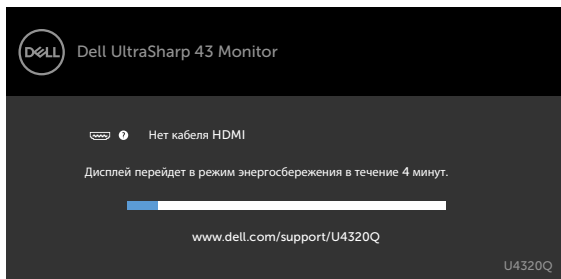 DELL Dell UltraSharp 43 Monitor
? Нет кабеля HDMI
Дисплей перейдет в режим энергосбережения в течение 4 минут.
www.dell.com/support/U4320Q
U4320Q